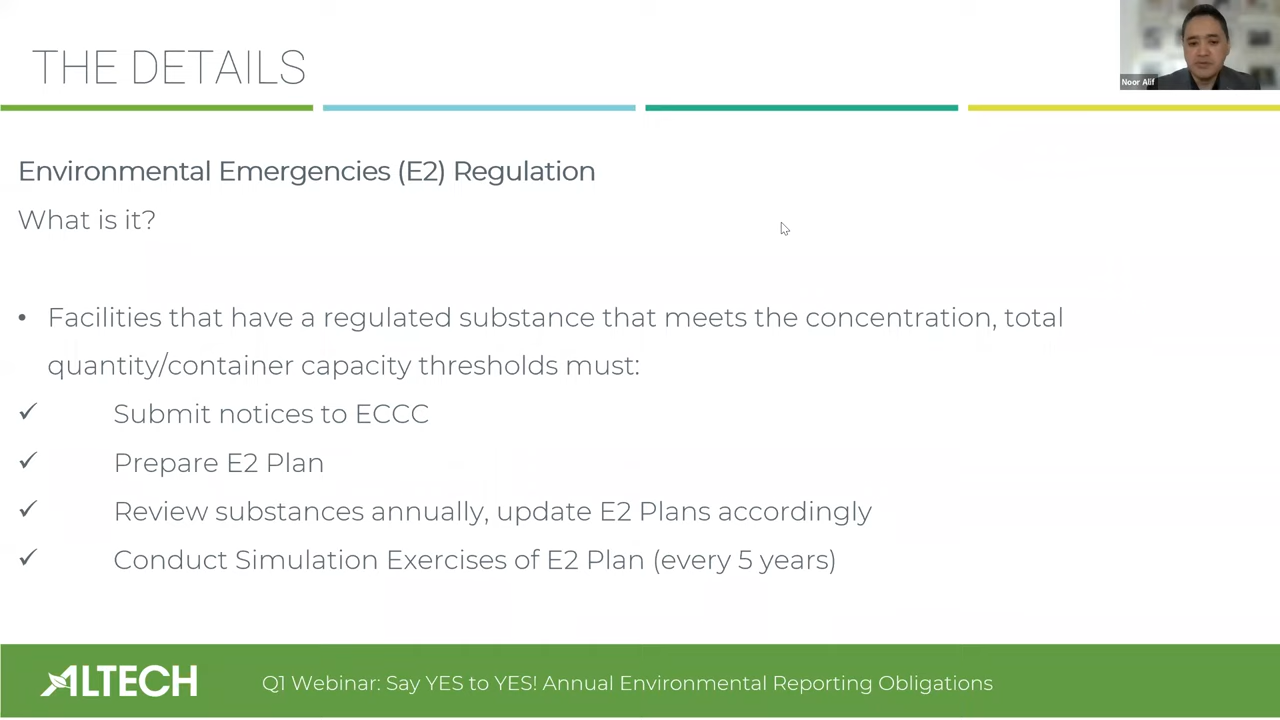 THE DETAILS
Noor Alif
Environmental Emergencies (E2) Regulation
What is it?
• Facilities that have a regulated substance that meets the concentration, total
quantity/container capacity thresholds must:
✓ Submit notices to ECCC
✓ Prepare E2 Plan
✓ Review substances annually, update E2 Plans accordingly
✓ Conduct Simulation Exercises of E2 Plan (every 5 years)
ALTECH
Q1 Webinar: Say YES to YES! Annual Environmental Reporting Obligations